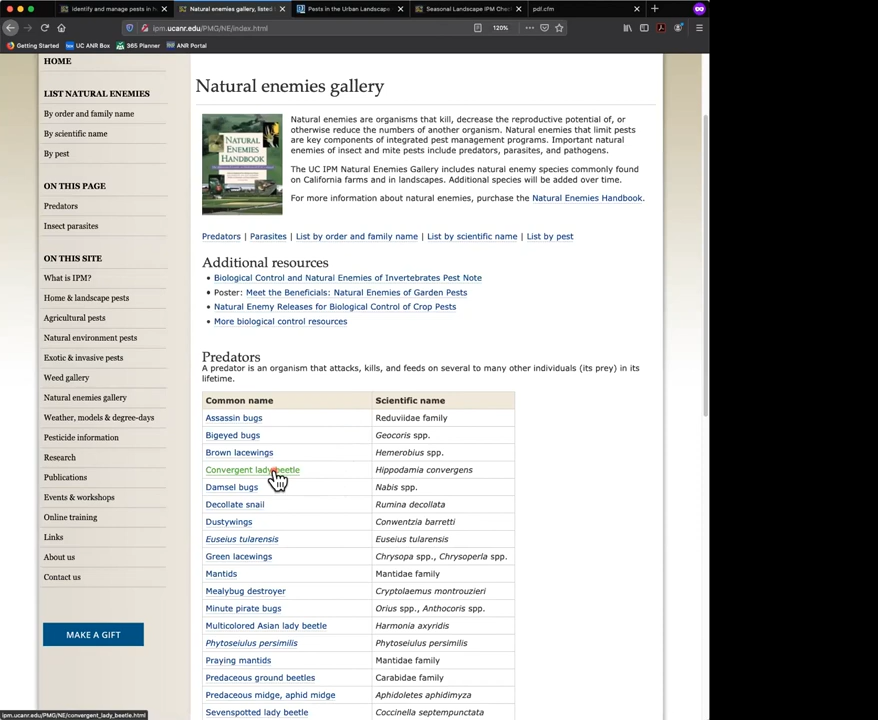 Identify and manage pests in h
Natural enemies gallery, listed
Pests in the Urban Landscape
Seasonal Landscape IPM Chec
pdf.cfm
ipm.ucanr.edu/PMG/NE/index.html
120%
Getting Started
UC ANR Box
365 Planner
ANR Portal
HOME
LIST NATURAL ENEMIES
By order and family name
By scientific name
By pest
ON THIS PAGE
Predators
Insect parasites
ON THIS SITE
What is IPM?
Home & landscape pests
Agricultural pests
Natural environment pests
Exotic & invasive pests
Weed gallery
Natural enemies gallery
Weather, models & degree-days
Pesticide information
Research
Publications
Events & workshops
Online training
Links
About us
Contact us
MAKE A GIFT
Natural enemies gallery
NATURAL
ENEMIES
HANDBOOK
Natural enemies are organisms that kill, decrease the reproductive potential of, or
otherwise reduce the numbers of another organism. Natural enemies that limit pests
are key components of integrated pest management programs. Important natural
enemies of insect and mite pests include predators, parasites, and pathogens.
The UC IPM Natural Enemies Gallery includes natural enemy species commonly found
on California farms and in landscapes. Additional species will be added over time.
For more information about natural enemies, purchase the Natural Enemies Handbook.
Predators | Parasites | List by order and family name | List by scientific name | List by pest
Additional resources
• Biological Control and Natural Enemies of Invertebrates Pest Note
• Poster: Meet the Beneficials: Natural Enemies of Garden Pests
• Natural Enemy Releases for Biological Control of Crop Pests
• More biological control resources
Predators
A predator is an organism that attacks, kills, and feeds on several to many other individuals (its prey) in its
lifetime.
Common name Scientific name
Assassin bugs Reduviidae family
Bigeyed bugs Geocoris spp.
Brown lacewings Hemerobius spp.
Convergent lady beetle Hippodamia convergens
Damsel bugs Nabis spp.
Decollate snail Rumina decollata
Dustywings Conwentzia barretti
Euseius tularensis Euseius tularensis
Green lacewings Chrysopa spp., Chrysoperla spp.
Mantids Mantidae family
Mealybug destroyer Cryptolaemus montrouzieri
Minute pirate bugs Orius spp., Anthocoris spp.
Multicolored Asian lady beetle Harmonia axyridis
Phytoseiulus persimilis Phytoseiulus persimilis
Praying mantids Mantidae family
Predaceous ground beetles Carabidae family
Predaceous midge, aphid midge Aphidoletes aphidimyza
Sevenspotted lady beetle Coccinella septempunctata
ipm.ucanr.edu/PMG/NE/convergent_lady_beetle.html